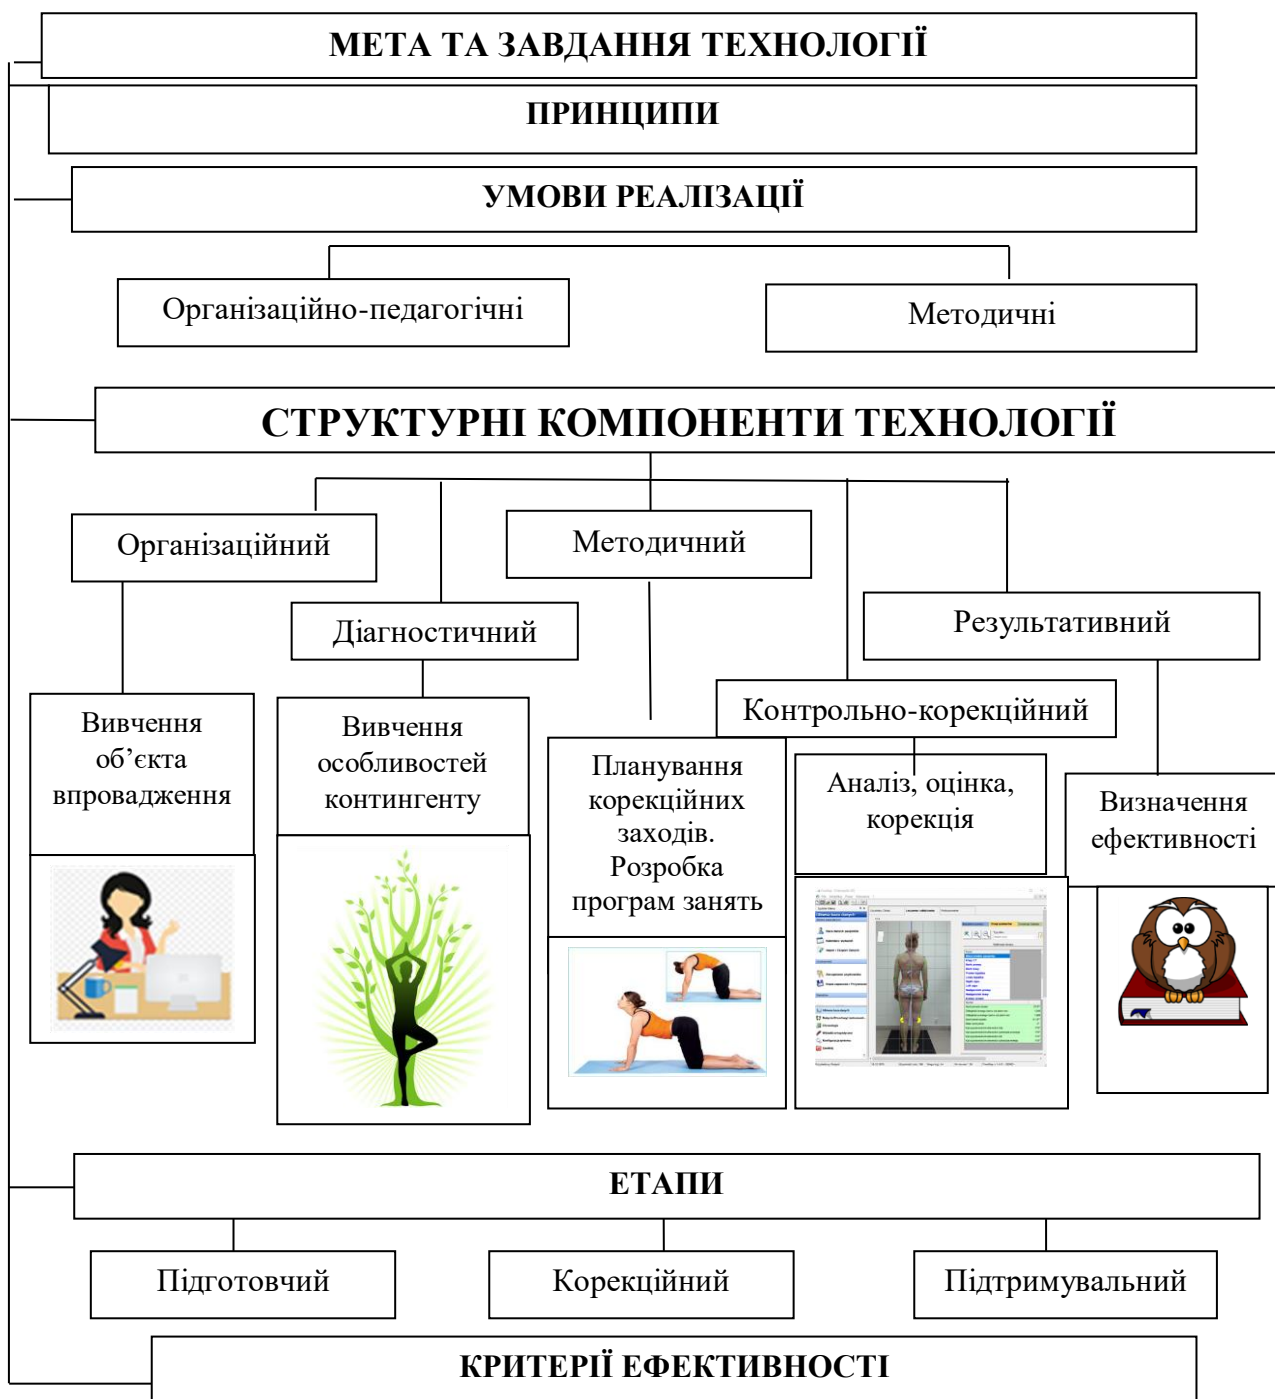 МЕТА ТА ЗАВДАННЯ ТЕХНОЛОГІЇ
ПРИНЦИПИ
УМОВИ РЕАЛІЗАЦІЇ
Організаційно-педагогічні
Методичні
СТРУКТУРНІ КОМПОНЕНТИ ТЕХНОЛОГІЇ
Організаційний
Методичний
Діагностичний
Результативний
Контрольно-корекційний
Вивчення
об’єкта
впровадження
Вивчення
особливостей
контингенту
Планування
корекційних
заходів.
Розробка
програм занять
Аналіз, оцінка,
корекція
Визначення
ефективності
ЕТАПИ
Підготовчий
Корекційний
Підтримувальний
КРИТЕРІЇ ЕФЕКТИВНОСТІ